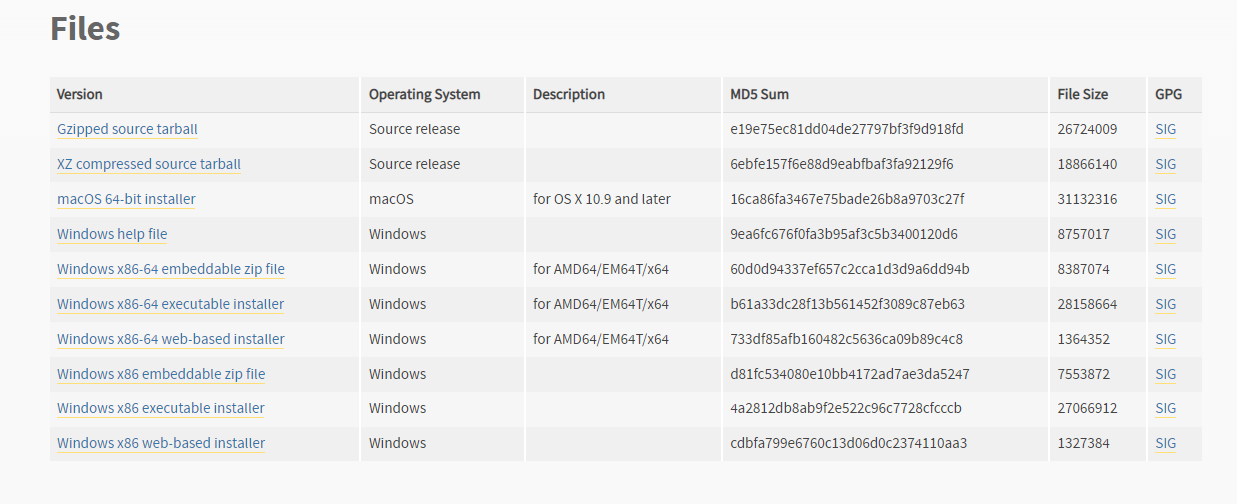 Files
Version Operating System Description MD5 Sum File Size GPG
Gzipped source tarball Source release e19e75ec81dd04de27797bf3f9d918fd 26724009 SIG
XZ compressed source tarball Source release 6ebfe157f6e88d9eabfbaf3fa92129f6 18866140 SIG
macOS 64-bit installer macOS for OS X 10.9 and later 16ca86fa3467e75bade26b8a9703c27f 31132316 SIG
Windows help file Windows 9ea6fc676f0fa3b95af3c5b3400120d6 8757017 SIG
Windows x86-64 embeddable zip file Windows for AMD64/EM64T/x64 60d0d94337ef657c2cca1d3d9a6dd94b 8387074 SIG
Windows x86-64 executable installer Windows for AMD64/EM64T/x64 b61a33dc28f13b561452f3089c87eb63 28158664 SIG
Windows x86-64 web-based installer Windows for AMD64/EM64T/x64 733df85afb160482c5636ca09b89c4c8 1364352 SIG
Windows x86 embeddable zip file Windows d81fc534080e10bb4172ad7ae3da5247 7553872 SIG
Windows x86 executable installer Windows 4a2812db8ab9f2e522c96c7728cfcccb 27066912 SIG
Windows x86 web-based installer Windows cdbfa799e6760c13d06d0c2374110aa3 1327384 SIG